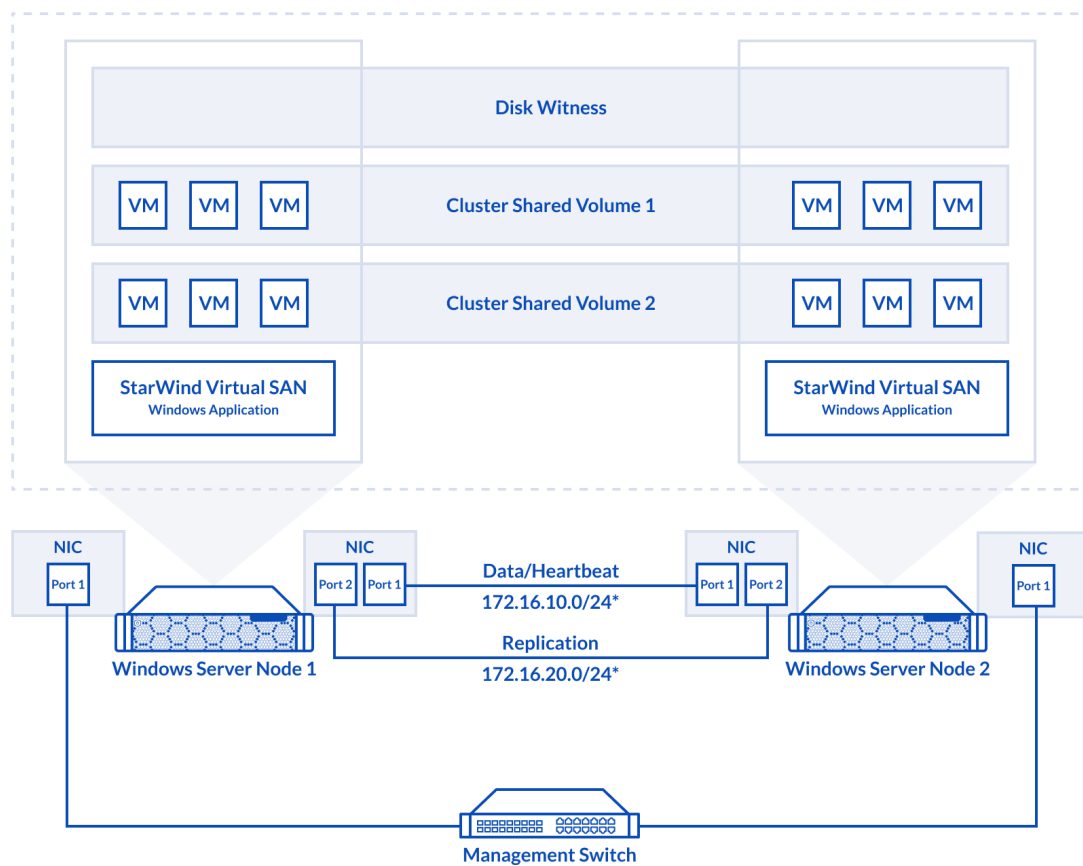 Disk Witness
VM VM VM Cluster Shared Volume 1 VM VM VM
VM VM VM Cluster Shared Volume 2 VM VM VM
StarWind Virtual SAN
Windows Application
StarWind Virtual SAN
Windows Application
NIC
Port 1
NIC
Port 2 Port 1
Data/Heartbeat
172.16.10.0/24*
Replication
172.16.20.0/24*
NIC
Port 1 Port 2
NIC
Port 1
Windows Server Node 1
Windows Server Node 2
Management Switch